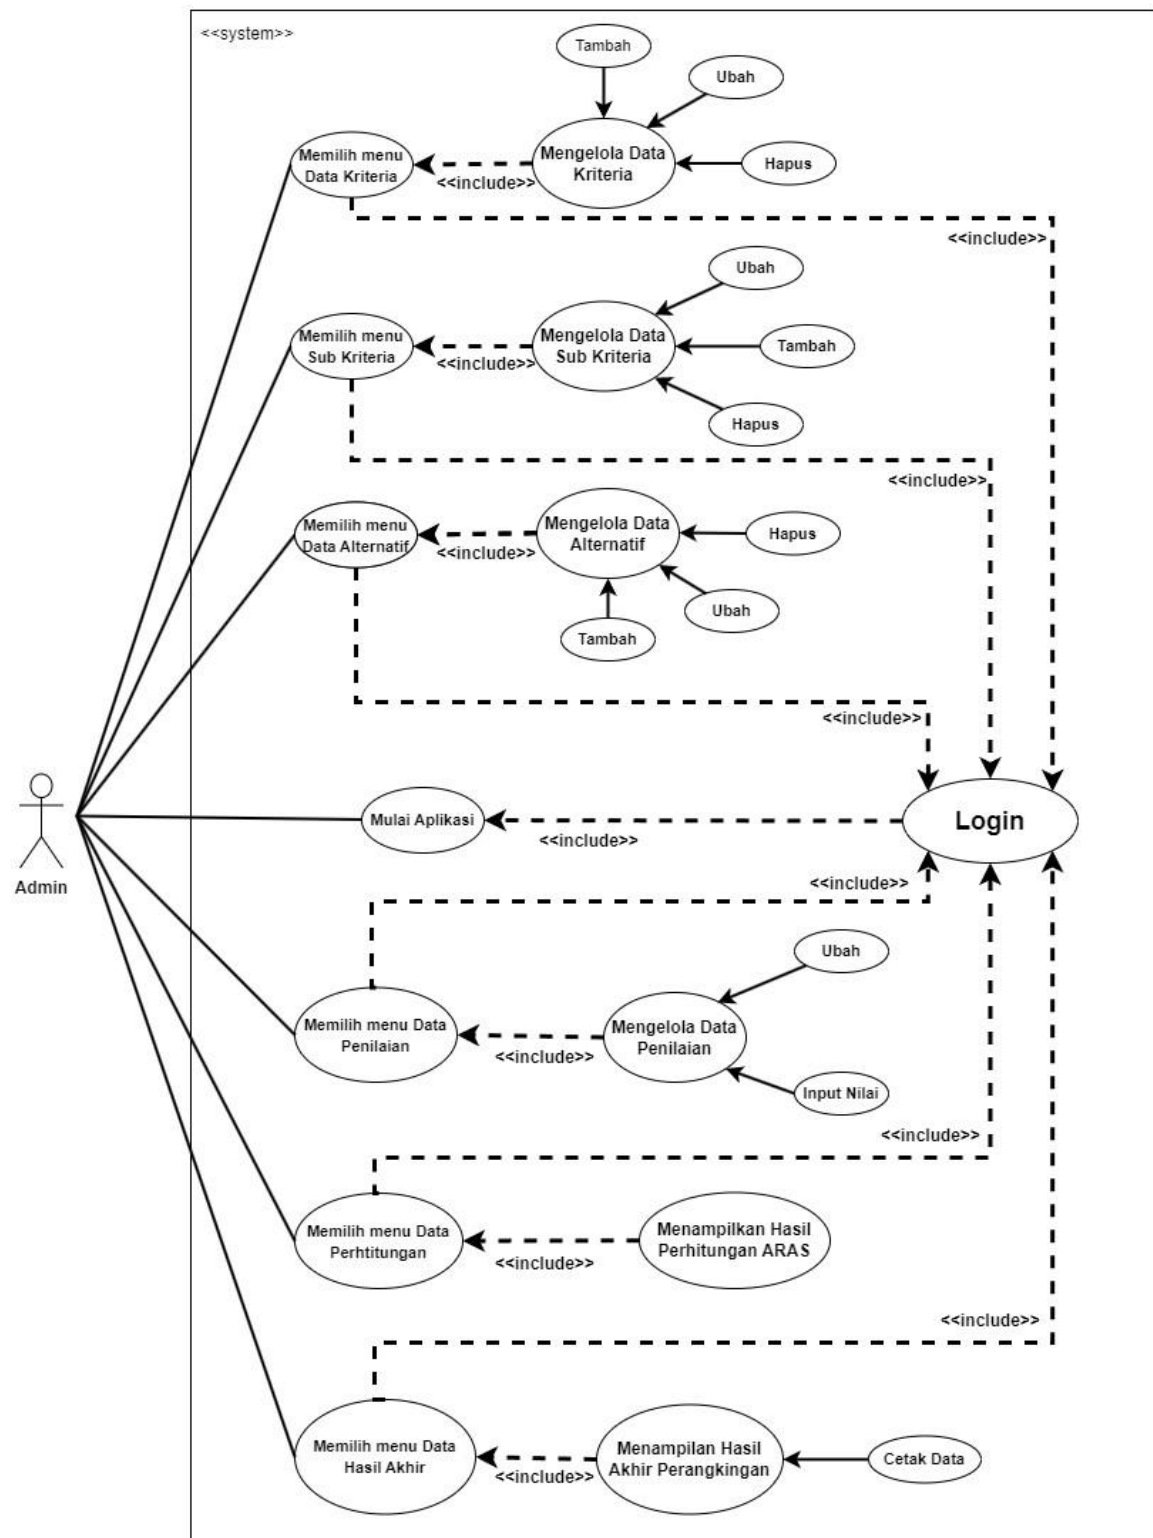 <<system>>
Tambah
Ubah
Mengelola Data
Kriteria
Hapus
Memilih menu
Data Kriteria
<<include>>
<<include>>
Ubah
Mengelola Data
Sub Kriteria
Tambah
Memilih menu
Sub Kriteria
<<include>>
Hapus
<<include>>
Mengelola Data
Alternatif
Hapus
Memilih menu
Data Alternatif
<<include>>
Ubah
Tambah
<<include>>
Mulai Aplikasi
Login
<<include>>
Admin
<<include>>
Ubah
Memilih menu Data
Penilaian
Mengelola Data
Penilaian
<<include>>
Input Nilai
<<include>>
Memilih menu Data
Perhtitungan
Menampilkan Hasil
Perhitungan ARAS
<<include>>
<<include>>
Memilih menu Data
Hasil Akhir
Menampilan Hasil
Akhir Perangkingan
Cetak Data
<<include>>